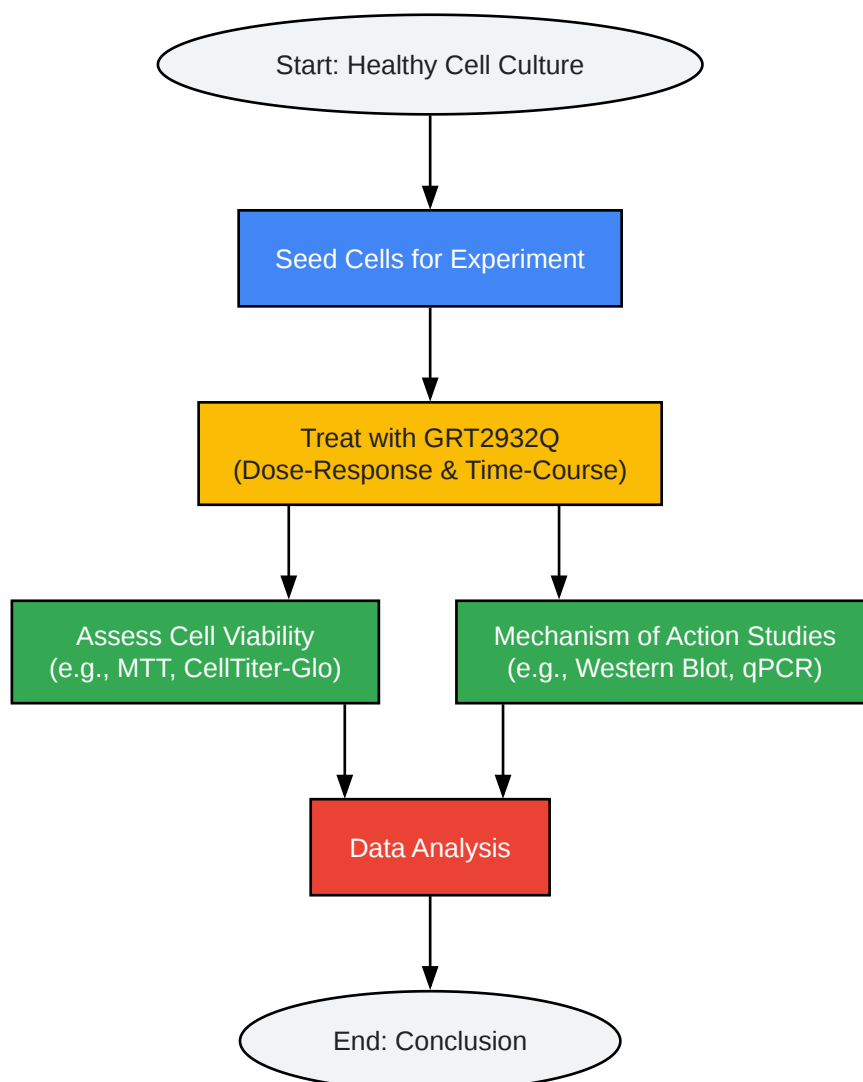 Start: Healthy Cell Culture
Seed Cells for Experiment
Treat with GRT2932Q
(Dose-Response & Time-Course)
Assess Cell Viability
(e.g., MTT, CellTiter-Glo)
Mechanism of Action Studies
(e.g., Western Blot, qPCR)
Data Analysis
End: Conclusion